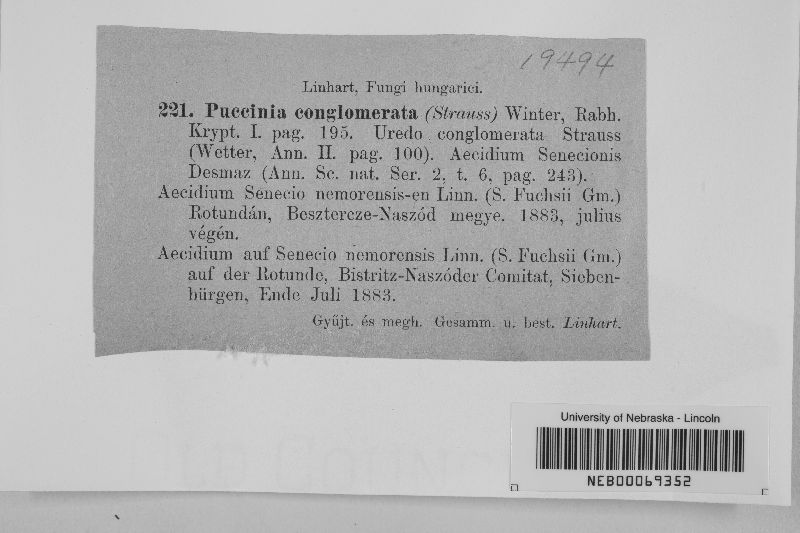 19494
Linhart, Fungi hungarici.
221. Puccinia conglomerata (Strauss) Winter, Rabh.
Krypt. I. pag. 195. Uredo conglomerata Strauss
(Wetter, Ann. II. pag. 100). Aecidium Senecionis
Desmaz (Ann. Sc. nat. Ser. 2, t. 6, pag. 243).
Aecidium Senecio nemorensis-en Linn. (S. Fuchsii Gm.)
Rotundán, Besztercze-Naszód megye. 1883, julius
végén.
Aecidium auf Senecio nemorensis Linn. (S. Fuchsii Gm.)
auf der Rotunde, Bistritz-Naszóder Comitat, Sieben-
bürgen, Ende Juli 1883.
Gyűjt. és megh. Gesamm. u. best. Linhart.
University of Nebraska - Lincoln
NEB00069352